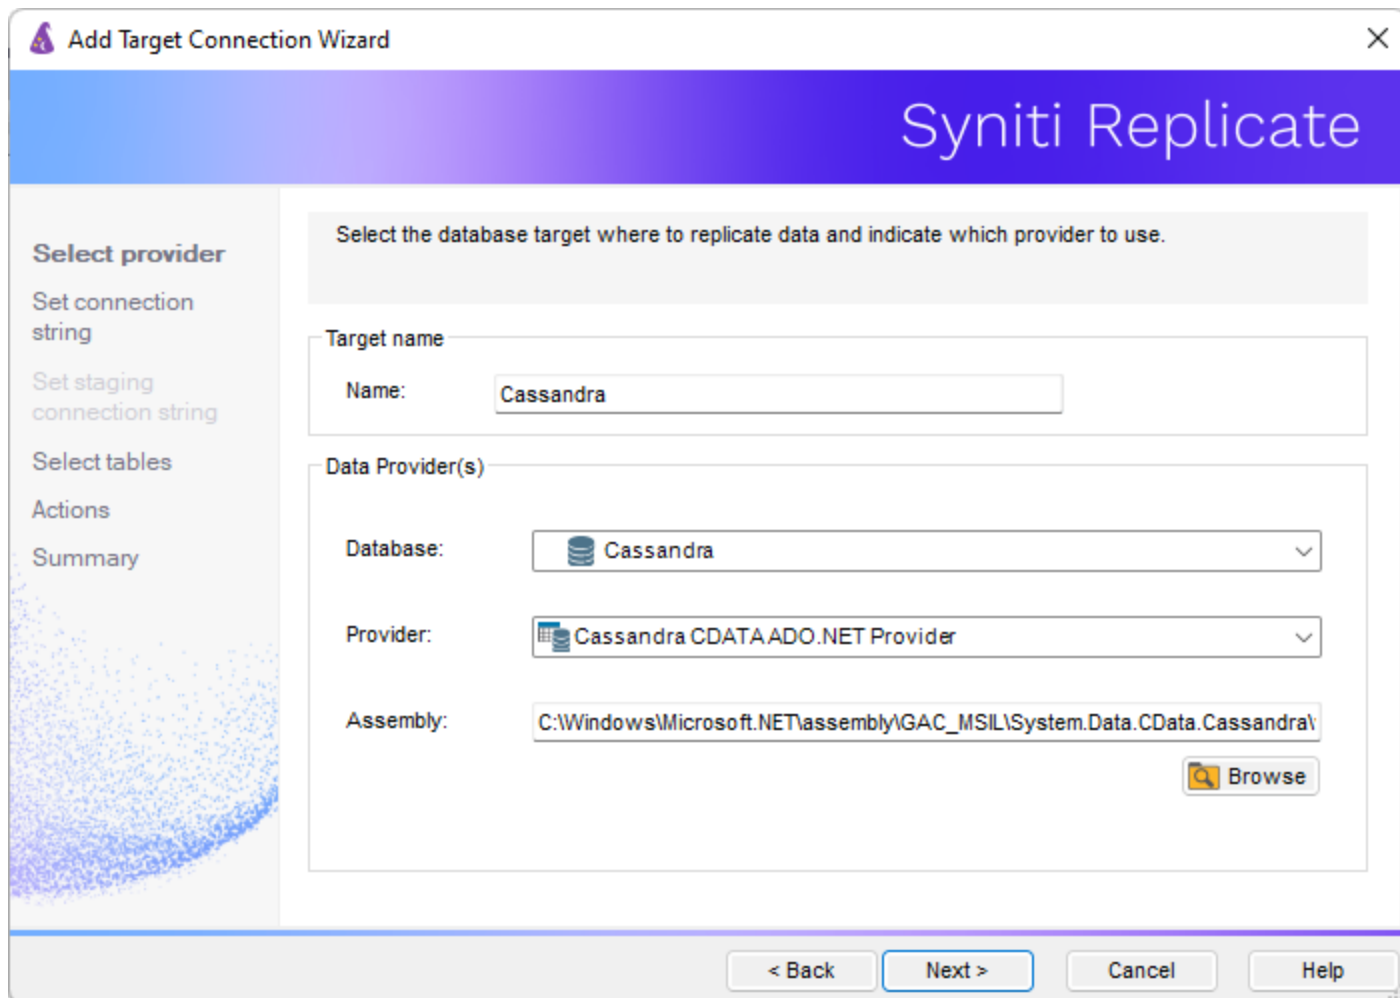 Add Target Connection Wizard
Syniti Replicate
Select provider
Set connection
string
Set staging
connection string
Select tables
Actions
Summary
Select the database target where to replicate data and indicate which provider to use.
Target name
Name:
Cassandra
Data Provider(s)
Database:
Cassandra
Provider:
Cassandra CDATA ADO.NET Provider
Assembly:
C:\Windows\Microsoft.NET\assembly\GAC_MSIL\System.Data.CData.Cassandra\
Browse
< Back
Next >
Cancel
Help